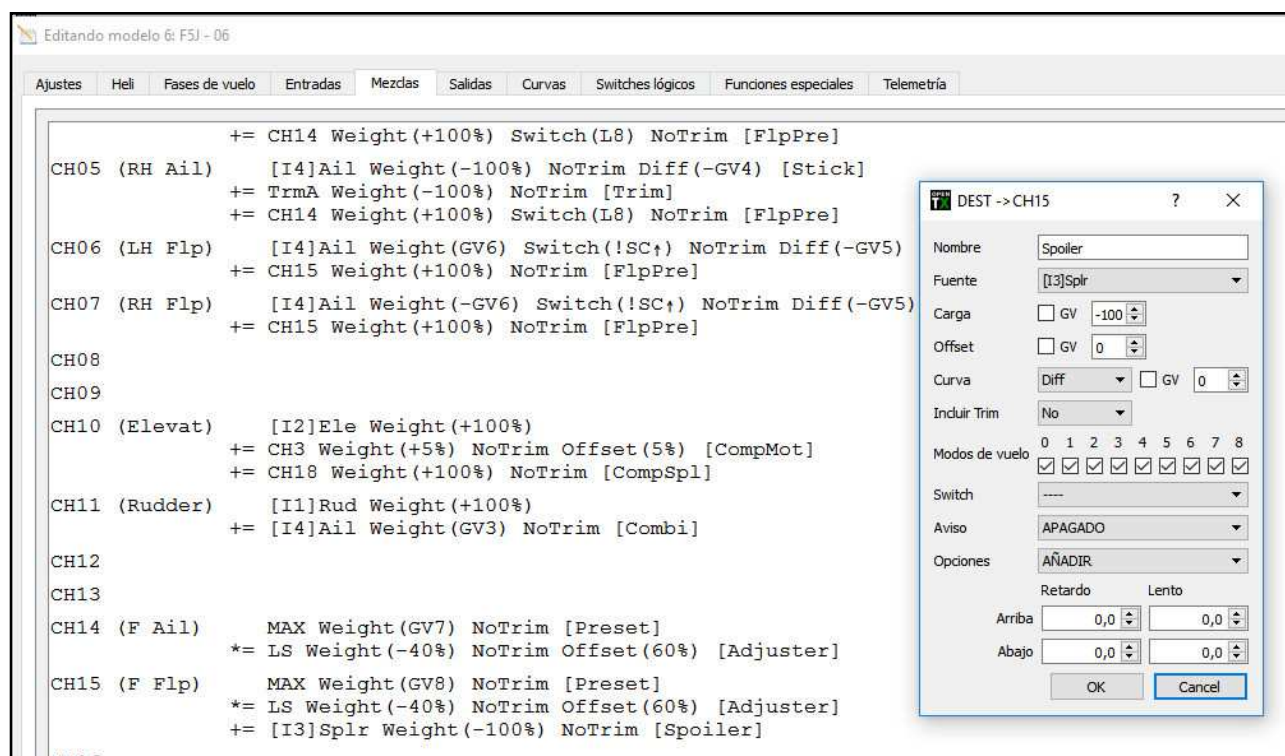 Editando modelo 6: F5J - 06
Ajustes Heli Fases de vuelo Entradas Mezclas Salidas Curvas Switches lógicos Funciones especiales Telemetría
+= CH14 Weight(+100%) Switch(L8) NoTrim [FlpPre]
CH05 (RH Ail) [I4]Ail Weight(-100%) NoTrim Diff(-GV4) [Stick]
+= TrmA Weight(-100%) NoTrim [Trim]
+= CH14 Weight(+100%) Switch(L8) NoTrim [FlpPre]
CH06 (LH Flp) [I4]Ail Weight(GV6) Switch(!SC↑) NoTrim Diff(-GV5)
+= CH15 Weight(+100%) NoTrim [FlpPre]
CH07 (RH Flp) [I4]Ail Weight(-GV6) Switch(!SC↑) NoTrim Diff(-GV5)
+= CH15 Weight(+100%) NoTrim [FlpPre]
CH08
CH09
CH10 (Elevat) [I2]Ele Weight(+100%)
+= CH3 Weight(+5%) NoTrim Offset(5%) [CompMot]
+= CH18 Weight(+100%) NoTrim [CompSpl]
CH11 (Rudder) [I1]Rud Weight(+100%)
+= [I4]Ail Weight(GV3) NoTrim [Combi]
CH12
CH13
CH14 (F Ail) MAX Weight(GV7) NoTrim [Preset]
*= LS Weight(-40%) NoTrim Offset(60%) [Adjuster]
CH15 (F Flp) MAX Weight(GV8) NoTrim [Preset]
*= LS Weight(-40%) NoTrim Offset(60%) [Adjuster]
+= [I3]Splr Weight(-100%) NoTrim [Spoiler]
OPEN TX DEST -> CH15 ?
Nombre Spoiler
Fuente [I3]Splr
Carga GV -100
Offset GV 0
Curva Diff GV 0
Incluir Trim No
0 1 2 3 4 5 6 7 8
Modos de vuelo
Switch ----
Aviso APAGADO
Opciones AÑADIR
Retardo Lento
Arriba 0,0 0,0
Abajo 0,0 0,0
OK Cancel